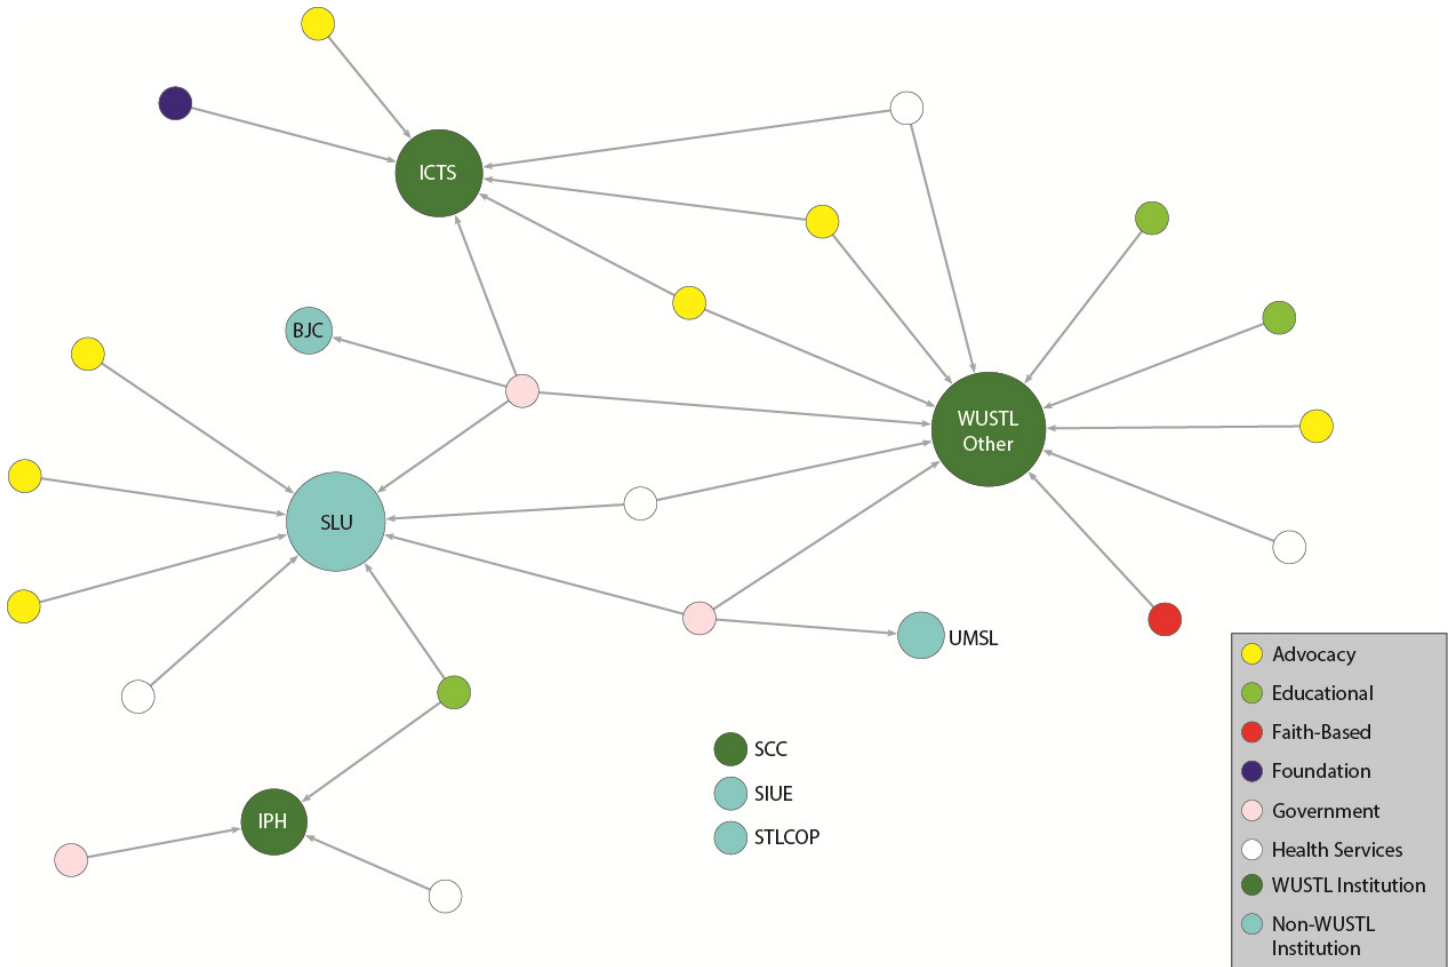 ICTS
BJC
WUSTL
Other
SLU
UMSL
SCC
SIUE
STLCOP
IPH
Advocacy
Educational
Faith-Based
Foundation
Government
Health Services
WUSTL Institution
Non-WUSTL
Institution